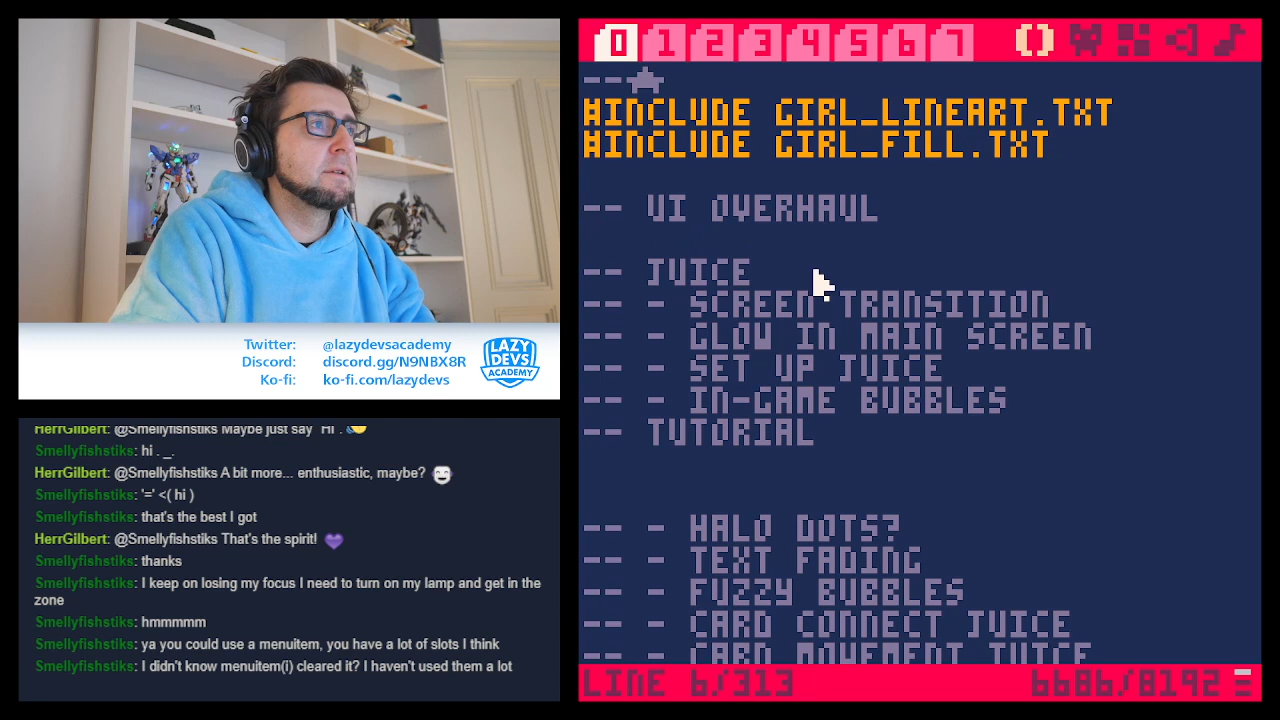 Twitter: @lazydevsacademy
Discord: discord.gg/N9NBX8R
Ko-fi: ko-fi.com/lazydevs
LAZY
DEVS
ACADEMY
HerrGilbert: @Smellyfishstiks Maybe just say "Hi".
Smellyfishstiks: hi . _.
HerrGilbert: @Smellyfishstiks A bit more... enthusiastic, maybe?
Smellyfishstiks: '=' <( hi )
Smellyfishstiks: that's the best I got
HerrGilbert: @Smellyfishstiks That's the spirit!
Smellyfishstiks: thanks
Smellyfishstiks: I keep on losing my focus I need to turn on my lamp and get in the
zone
Smellyfishstiks: hmmmmm
Smellyfishstiks: ya you could use a menuitem, you have a lot of slots I think
Smellyfishstiks: I didn't know menuitem(i) cleared it? I haven't used them a lot
0 1 2 3 4 5 6 7 ()
--
#INCLUDE GIRL_LINEART.TXT
#INCLUDE GIRL_FILL.TXT
-- UI OVERHAUL
-- JUICE
-- - SCREEN TRANSITION
-- - GLOW IN MAIN SCREEN
-- - SET UP JUICE
-- - IN-GAME BUBBLES
-- TUTORIAL
-- - HALO DOTS?
-- - TEXT FADING
-- - FUZZY BUBBLES
-- - CARD CONNECT JUICE
-- - CARD MOVEMENT JUICE
LINE 6/313 6686/8192